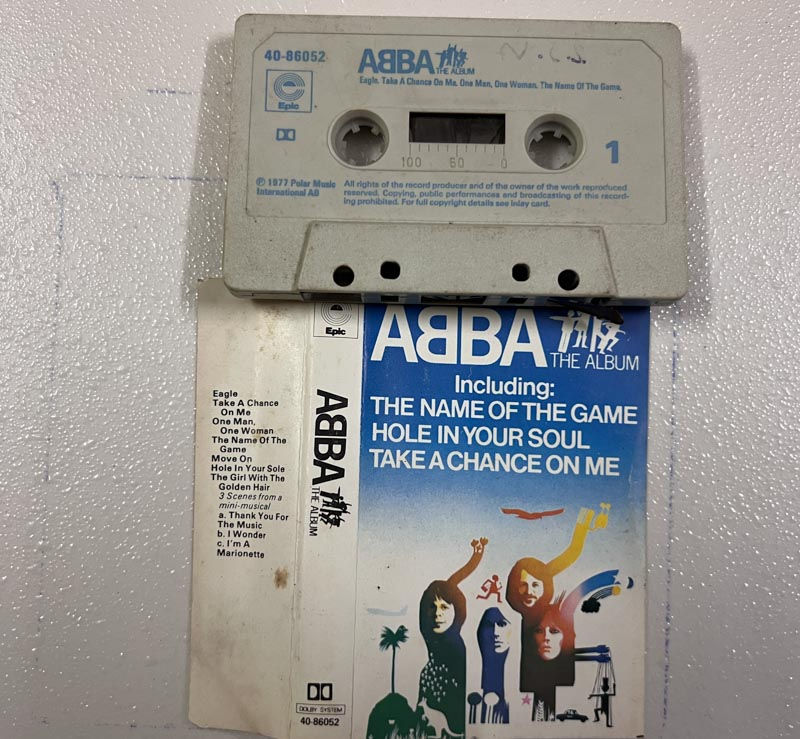 40-86052
ABBA THE ALBUM
Eagle. Take A Chance On Me. One Man, One Woman. The Name Of The Game.
Epic
100 50 0
1
℗ 1977 Polar Music
International AB
All rights of the record producer and of the owner of the work reproduced
reserved. Copying, public performances and broadcasting of this record-
ing prohibited. For full copyright details see inlay card.
Eagle
Take A Chance
On Me
One Man,
One Woman
The Name Of The
Game
Move On
Hole In Your Sole
The Girl With The
Golden Hair
3 Scenes from a
mini-musical
a. Thank You For
The Music
b. I Wonder
c. I'm A
Marionette
Epic
ABBA THE ALBUM
DOLBY SYSTEM
40-86052
ABBA
THE ALBUM
Including:
THE NAME OF THE GAME
HOLE IN YOUR SOUL
TAKE A CHANCE ON ME